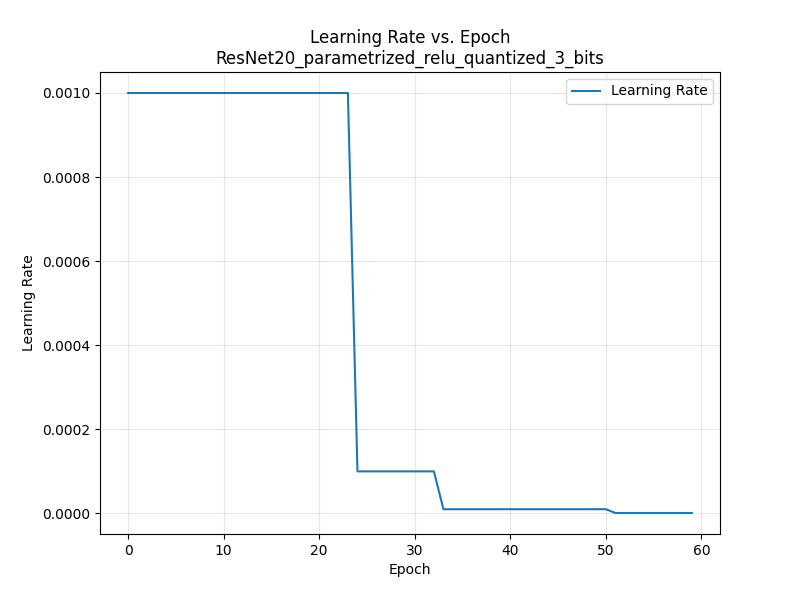 Learning Rate vs. Epoch
ResNet20_parametrized_relu_quantized_3_bits
Learning Rate
0.0010
0.0008
0.0006
0.0004
0.0002
0.0000
Learning Rate
0 10 20 30 40 50 60
Epoch